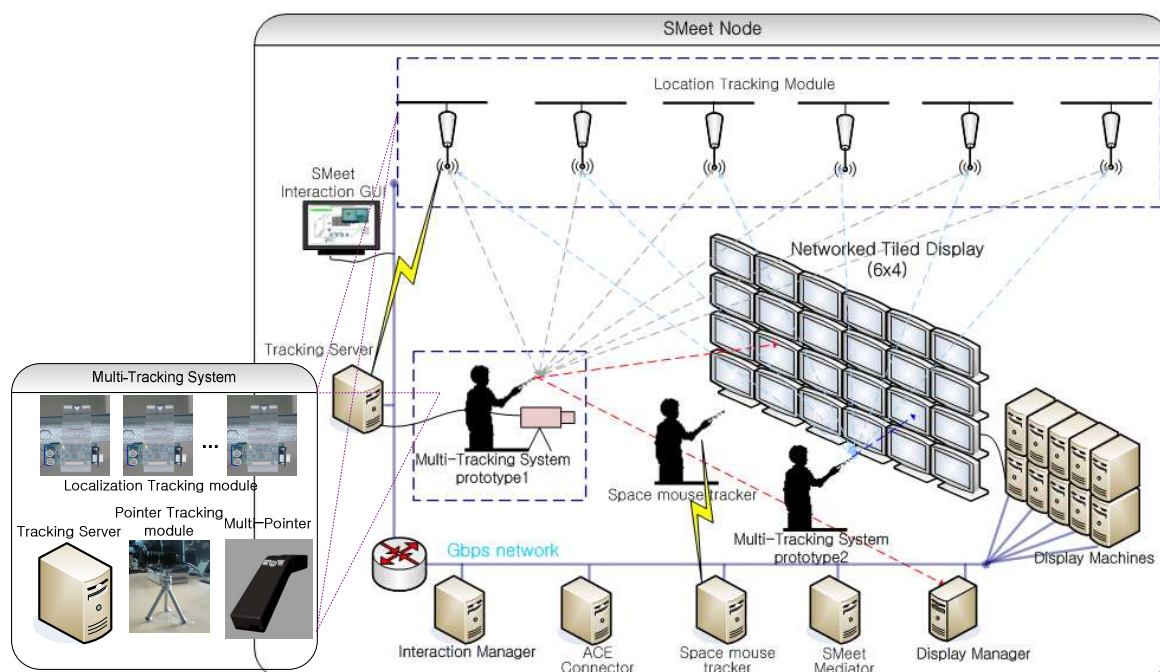 SMeet Node
Location Tracking Module
SMeet
Interaction GUI
Networked Tiled Display
(6x4)
Tracking Server
Multi-Tracking System
prototype1
Space mouse tracker
Multi-Tracking System
prototype2
Display Machines
Gbps network
Interaction Manager
ACE
Connector
Space mouse
tracker
SMeet
Mediator
Display Manager
Multi-Tracking System
...
Localization Tracking module
Tracking Server
Pointer Tracking
module
Multi-Pointer